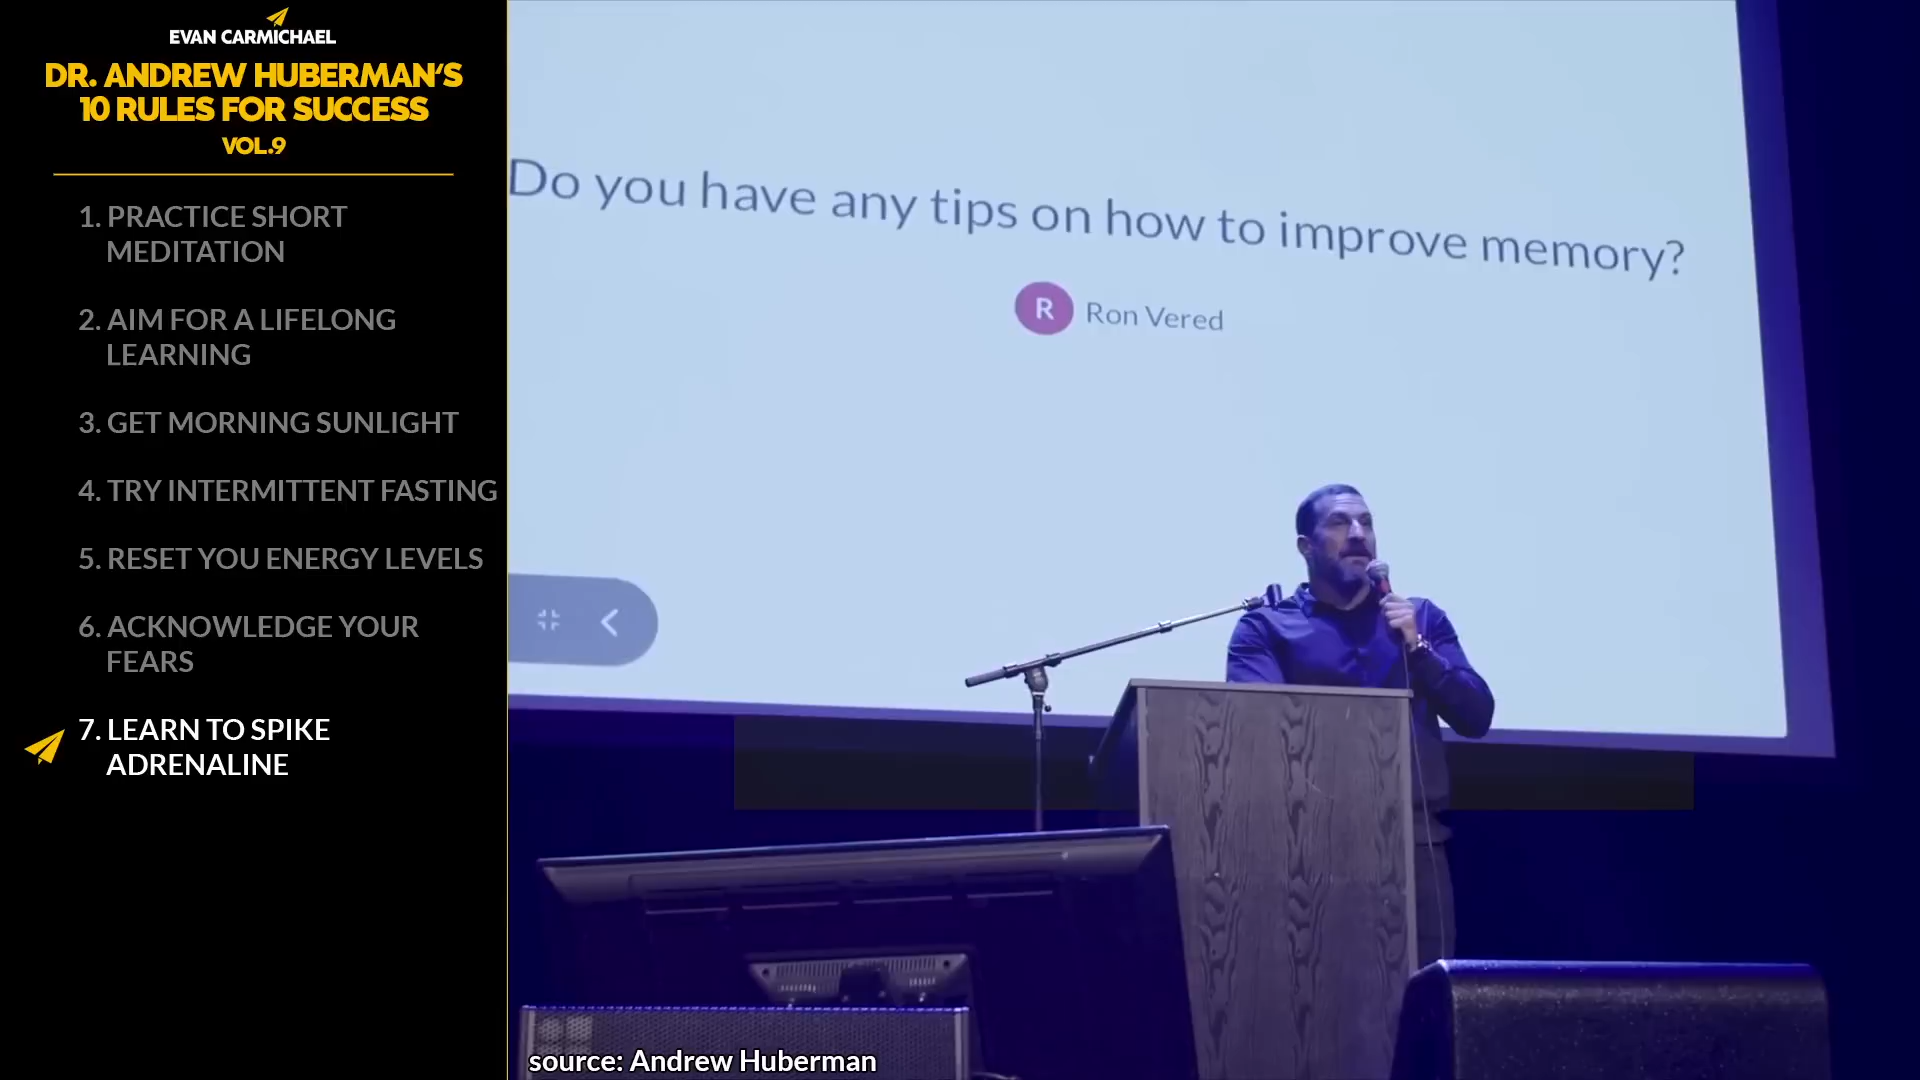 EVAN CARMICHAEL
DR. ANDREW HUBERMAN'S
10 RULES FOR SUCCESS
VOL.9
1. PRACTICE SHORT
MEDITATION
2. AIM FOR A LIFELONG
LEARNING
3. GET MORNING SUNLIGHT
4. TRY INTERMITTENT FASTING
5. RESET YOU ENERGY LEVELS
6. ACKNOWLEDGE YOUR
FEARS
7. LEARN TO SPIKE
ADRENALINE
Do you have any tips on how to improve memory?
R Ron Vered
source: Andrew Huberman